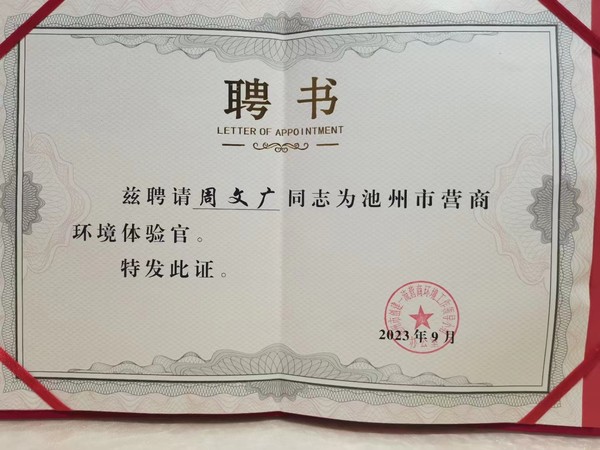 聘书
LETTER OF APPOINTMENT
兹聘请周文广同志为池州市营商
环境体验官。
特发此证。
2023年9月